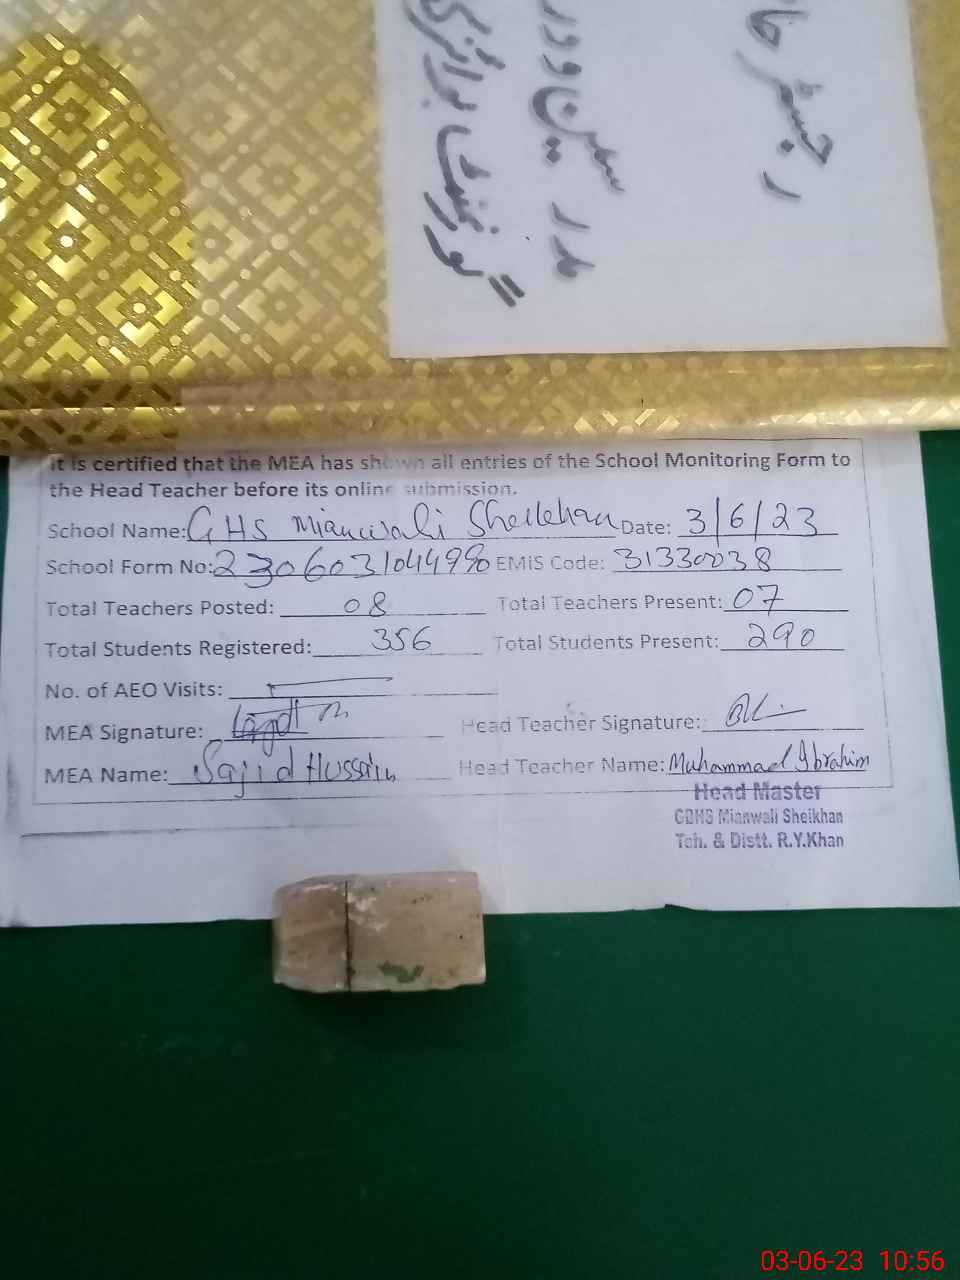 رجسٹر
گورنمنٹ
It is certified that the MEA has shown all entries of the School Monitoring Form to
the Head Teacher before its online submission.
School Name: GHS Mianwali Sheikhan Date: 3/6/23
School Form No: 2306031044990 EMIS Code: 31330038
Total Teachers Posted: 08 Total Teachers Present: 07
Total Students Registered: 356 Total Students Present: 290
No. of AEO Visits:
MEA Signature: Head Teacher Signature:
MEA Name: Sajid Hussain Head Teacher Name: Muhammad Ibrahim
Head Master
GBHS Mianwali Sheikhan
Teh. & Distt. R.Y.Khan
03-06-23 10:56